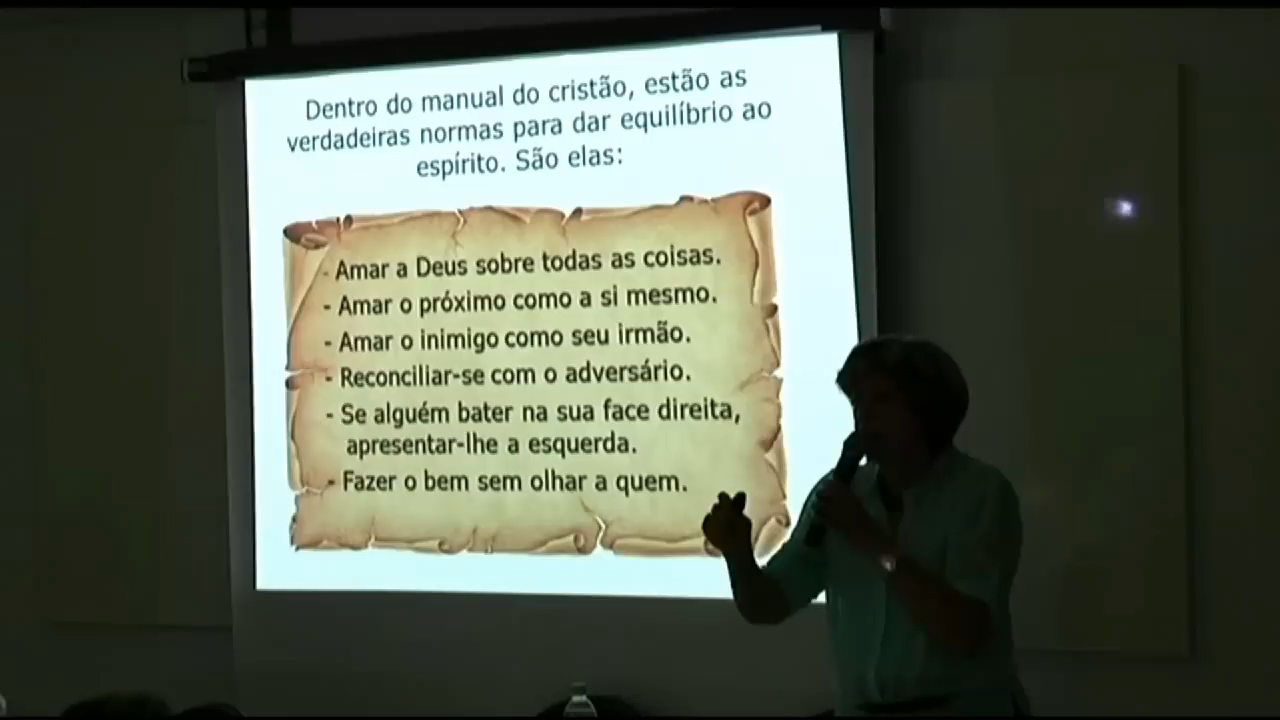 Dentro do manual do cristão, estão as
verdadeiras normas para dar equilíbrio ao
espírito. São elas:
- Amar a Deus sobre todas as coisas.
- Amar o próximo como a si mesmo.
- Amar o inimigo como seu irmão.
- Reconciliar-se com o adversário.
- Se alguém bater na sua face direita,
apresentar-lhe a esquerda.
- Fazer o bem sem olhar a quem.